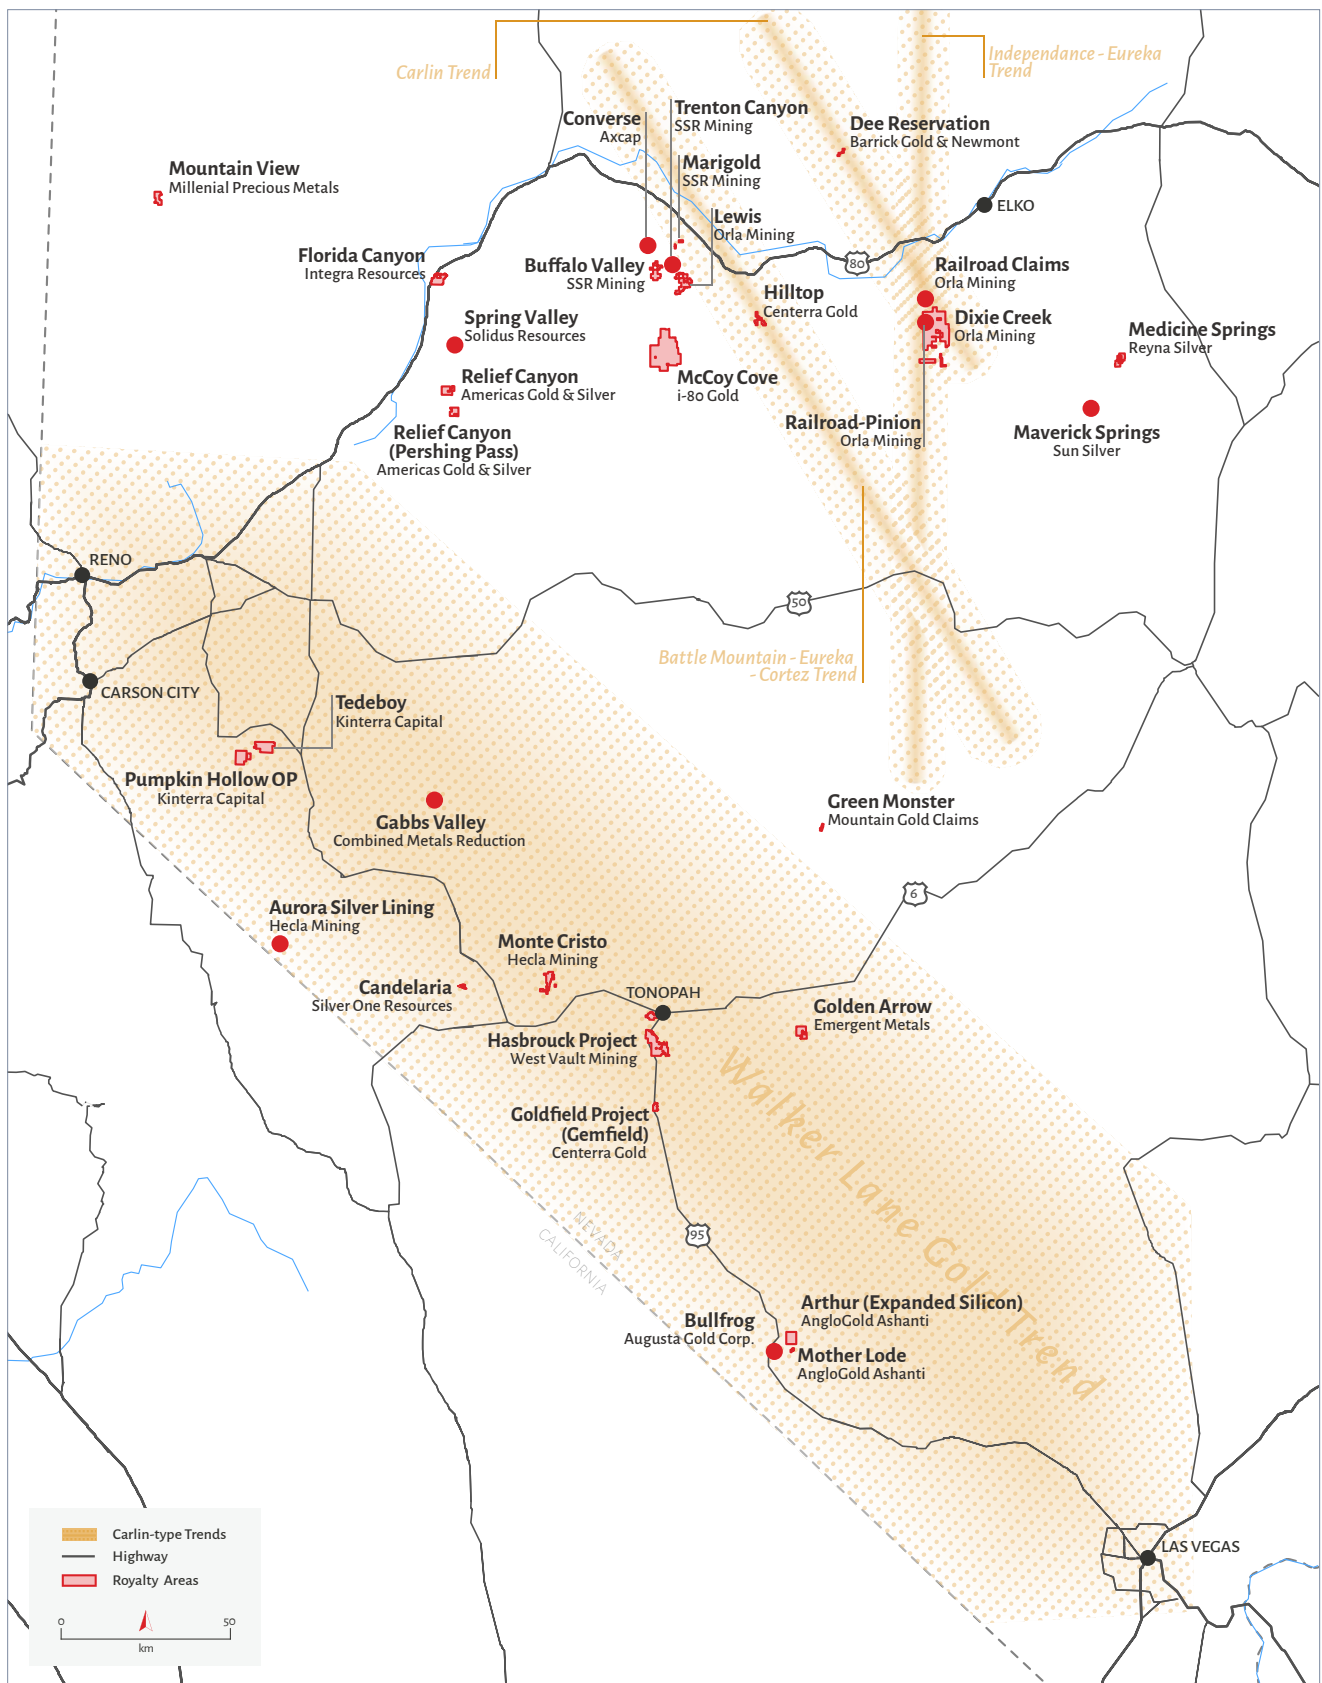 Carlin Trend
Independance - Eureka
Trend
Trenton Canyon
SSR Mining
Converse
Axcap
Dee Reservation
Barrick Gold & Newmont
Marigold
SSR Mining
Mountain View
Millenial Precious Metals
ELKO
Lewis
Orla Mining
Florida Canyon
Integra Resources
Buffalo Valley
SSR Mining
80
Railroad Claims
Orla Mining
Hilltop
Centerra Gold
Spring Valley
Solidus Resources
Dixie Creek
Orla Mining
Medicine Springs
Reyna Silver
Relief Canyon
Americas Gold & Silver
McCoy Cove
i-80 Gold
Railroad-Pinion
Orla Mining
Relief Canyon
(Pershing Pass)
Americas Gold & Silver
Maverick Springs
Sun Silver
RENO
50
Battle Mountain - Eureka
- Cortez Trend
CARSON CITY
Tedeboy
Kinterra Capital
Pumpkin Hollow OP
Kinterra Capital
Gabbs Valley
Combined Metals Reduction
Green Monster
Mountain Gold Claims
6
Aurora Silver Lining
Hecla Mining
Monte Cristo
Hecla Mining
Candelaria
Silver One Resources
TONOPAH
Golden Arrow
Emergent Metals
Hasbrouck Project
West Vault Mining
Walker Lane Gold Trend
Goldfield Project
(Gemfield)
Centerra Gold
NEVADA
CALIFORNIA
95
Arthur (Expanded Silicon)
AngloGold Ashanti
Bullfrog
Augusta Gold Corp.
Mother Lode
AngloGold Ashanti
LAS VEGAS
Carlin-type Trends
Highway
Royalty Areas
0 50
km